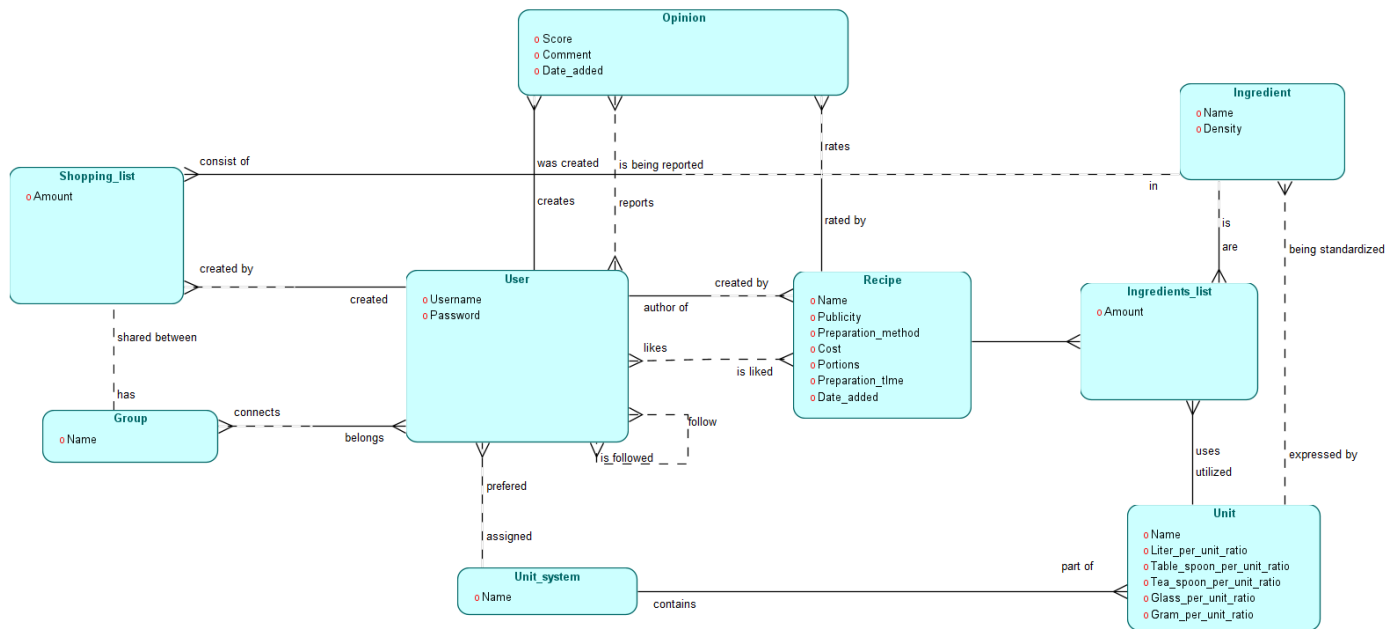 Opinion
o Score
o Comment
o Date_added
Ingredient
o Name
o Density
consist of
was created
is being reported
rates
Shopping_list
o Amount
in
creates
reports
rated by
is
are
being standardized
created by
created
User
o Username
o Password
author of
created by
Recipe
o Name
o Publicity
o Preparation_method
o Cost
o Portions
o Preparation_tIme
o Date_added
Ingredients_list
o Amount
shared between
has
likes
is liked
Group
o Name
connects
belongs
follow
is followed
uses
utilized
expressed by
prefered
assigned
Unit
o Name
o Liter_per_unit_ratio
o Table_spoon_per_unit_ratio
o Tea_spoon_per_unit_ratio
o Glass_per_unit_ratio
o Gram_per_unit_ratio
Unit_system
o Name
part of
contains